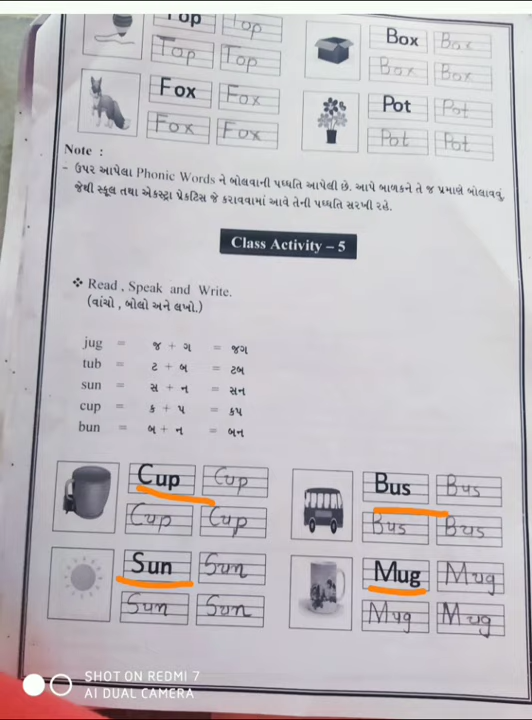 Top Top
Top Top
Box Box
Box Box
Fox Fox
Fox Fox
Pot Pot
Pot Pot
Note :
- ઉપર આપેલા Phonic Words ને બોલવાની પધ્ધતિ આપેલી છે. આપે બાળકને તે જ પ્રમાણે બોલાવવું,
જેથી સ્કૂલ તથા એકસ્ટ્રા પ્રેકટિસ જે કરાવવામાં આવે તેની પધ્ધતિ સરખી રહે.
Class Activity – 5
❖ Read , Speak and Write.
(વાંચો , બોલો અને લખો.)
jug = જ + ગ = જગ
tub = ટ + બ = ટબ
sun = સ + ન = સન
cup = ક + પ = કપ
bun = બ + ન = બન
Cup Cup
Cup Cup
Bus Bus
Bus Bus
Sun Sun
Sun Sun
Mug Mug
Mug Mug
SHOT ON REDMI 7
AI DUAL CAMERA